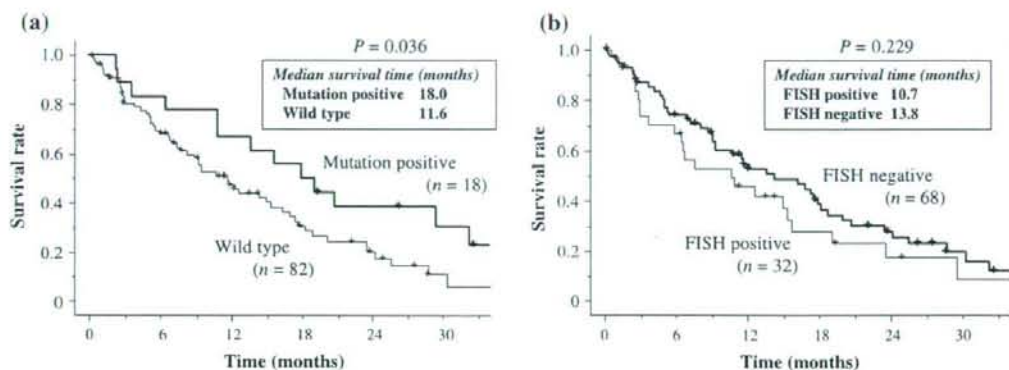 (a)
P = 0.036
Median survival time (months)
Mutation positive 18.0
Wild type 11.6
Survival rate
1.0
0.8
0.6
0.4
0.2
0
Mutation positive
(n = 18)
Wild type
(n = 82)
0 6 12 18 24 30
Time (months)
(b)
P = 0.229
Median survival time (months)
FISH positive 10.7
FISH negative 13.8
Survival rate
1.0
0.8
0.6
0.4
0.2
0
FISH negative
(n = 68)
FISH positive
(n = 32)
0 6 12 18 24 30
Time (months)